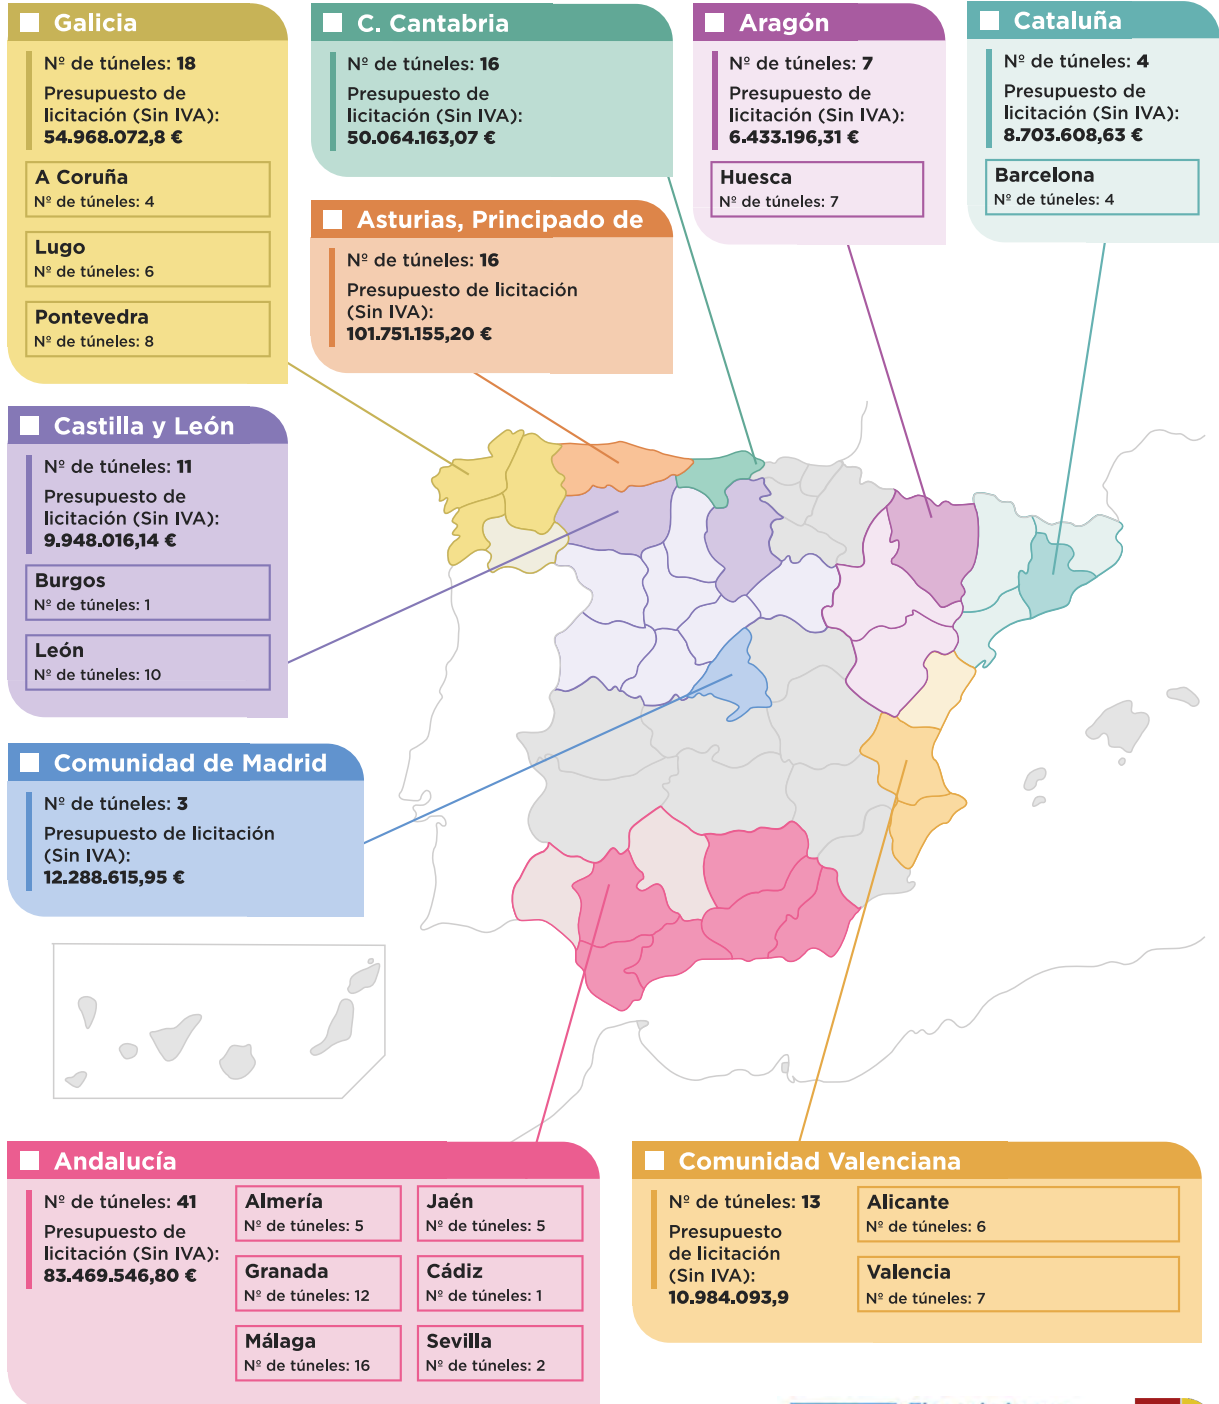 Galicia
Nº de túneles: 18
Presupuesto de
licitación (Sin IVA):
54.968.072,8 €
A Coruña
Nº de túneles: 4
Lugo
Nº de túneles: 6
Pontevedra
Nº de túneles: 8
C. Cantabria
Nº de túneles: 16
Presupuesto de
licitación (Sin IVA):
50.064.163,07 €
Asturias, Principado de
Nº de túneles: 16
Presupuesto de licitación
(Sin IVA):
101.751.155,20 €
Aragón
Nº de túneles: 7
Presupuesto de
licitación (Sin IVA):
6.433.196,31 €
Huesca
Nº de túneles: 7
Cataluña
Nº de túneles: 4
Presupuesto de
licitación (Sin IVA):
8.703.608,63 €
Barcelona
Nº de túneles: 4
Castilla y León
Nº de túneles: 11
Presupuesto de
licitación (Sin IVA):
9.948.016,14 €
Burgos
Nº de túneles: 1
León
Nº de túneles: 10
Comunidad de Madrid
Nº de túneles: 3
Presupuesto de licitación
(Sin IVA):
12.288.615,95 €
Andalucía
Nº de túneles: 41
Presupuesto de
licitación (Sin IVA):
83.469.546,80 €
Almería
Nº de túneles: 5
Jaén
Nº de túneles: 5
Granada
Nº de túneles: 12
Cádiz
Nº de túneles: 1
Málaga
Nº de túneles: 16
Sevilla
Nº de túneles: 2
Comunidad Valenciana
Nº de túneles: 13
Presupuesto
de licitación
(Sin IVA):
10.984.093,9
Alicante
Nº de túneles: 6
Valencia
Nº de túneles: 7